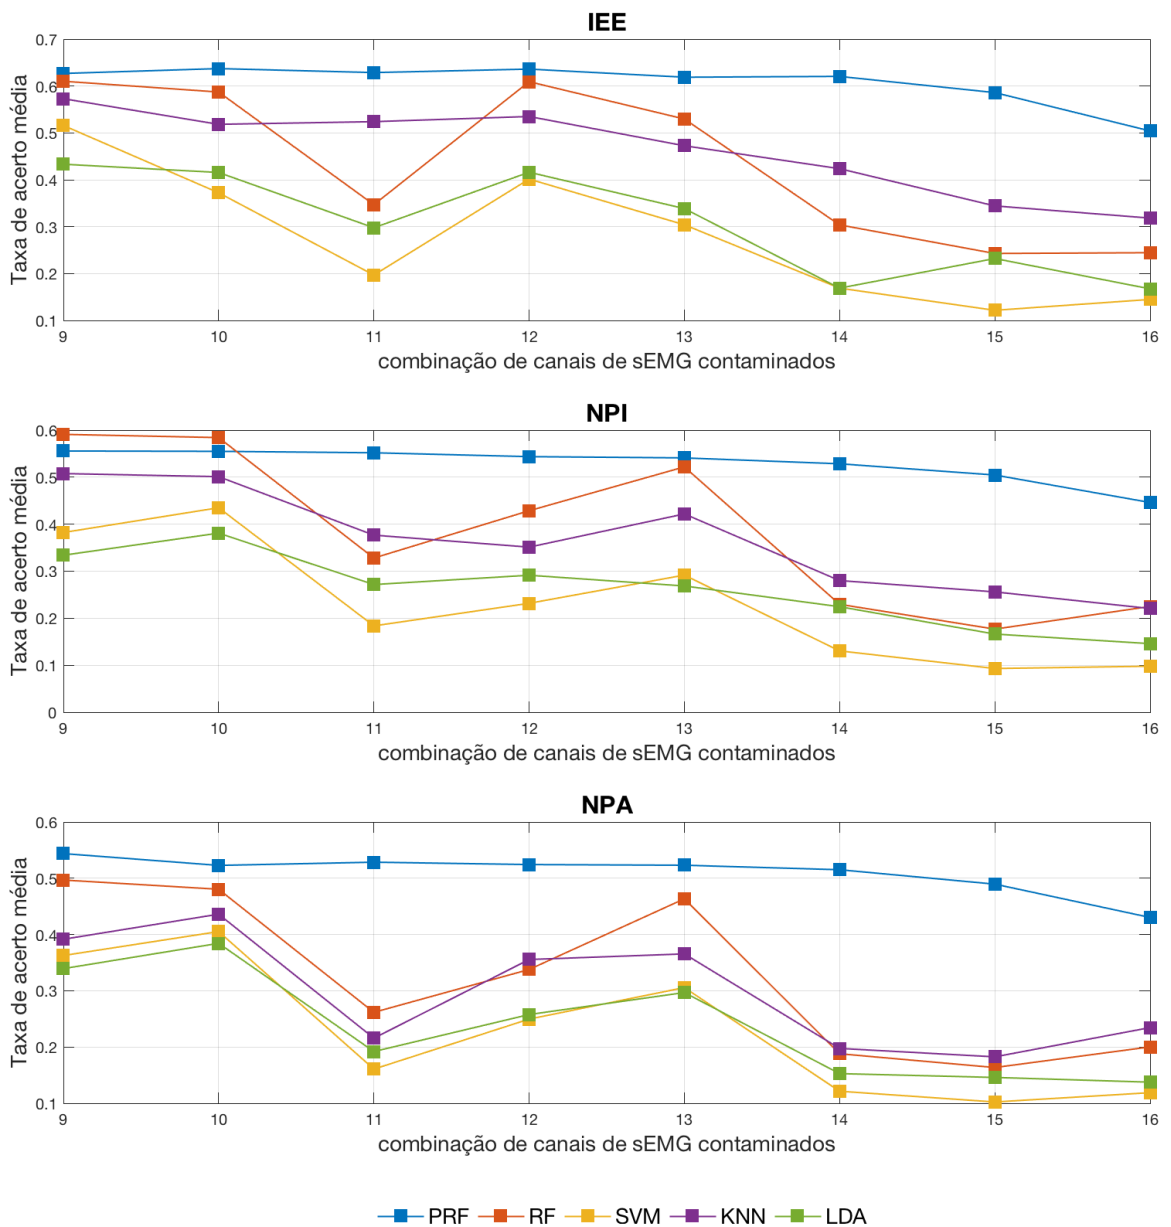 IEE
Taxa de acerto média
0.7
0.6
0.5
0.4
0.3
0.2
0.1
9 10 11 12 13 14 15 16
combinação de canais de sEMG contaminados
NPI
Taxa de acerto média
0.6
0.5
0.4
0.3
0.2
0.1
0
9 10 11 12 13 14 15 16
combinação de canais de sEMG contaminados
NPA
Taxa de acerto média
0.6
0.5
0.4
0.3
0.2
0.1
9 10 11 12 13 14 15 16
combinação de canais de sEMG contaminados
PRF RF SVM KNN LDA